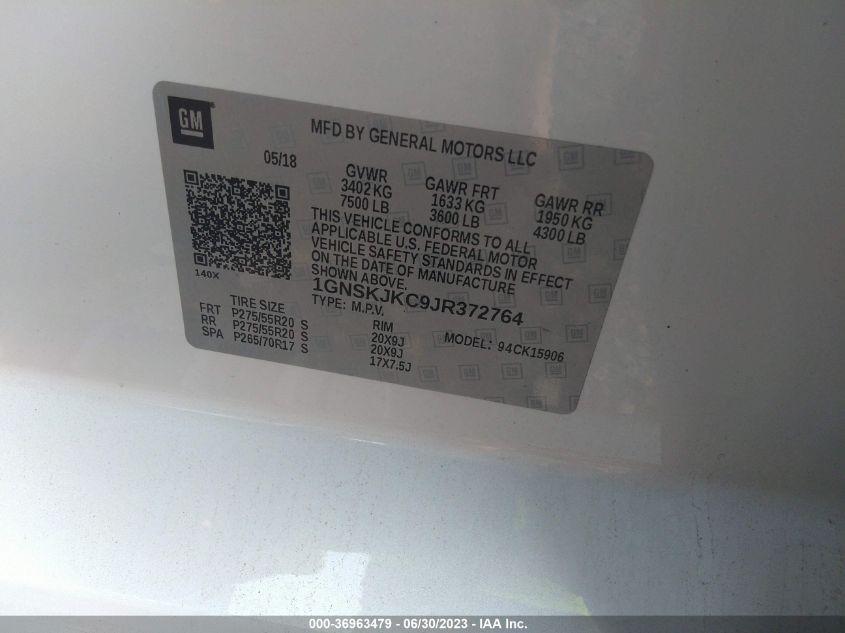 GM
MFD BY GENERAL MOTORS LLC
05/18
GVWR
3402 KG
7500 LB
GAWR FRT
1633 KG
3600 LB
GAWR RR
1950 KG
4300 LB
THIS VEHICLE CONFORMS TO ALL
APPLICABLE U.S. FEDERAL MOTOR
VEHICLE SAFETY STANDARDS IN EFFECT
ON THE DATE OF MANUFACTURE
SHOWN ABOVE.
140X
1GNSKJKC9JR372764
TYPE: M.P.V.
MODEL: 94CK15906
TIRE SIZE
RIM
FRT P275/55R20 S 20X9J
RR P275/55R20 S 20X9J
SPA P265/70R17 S 17X7.5J
000-36963479 - 06/30/2023 - IAA Inc.